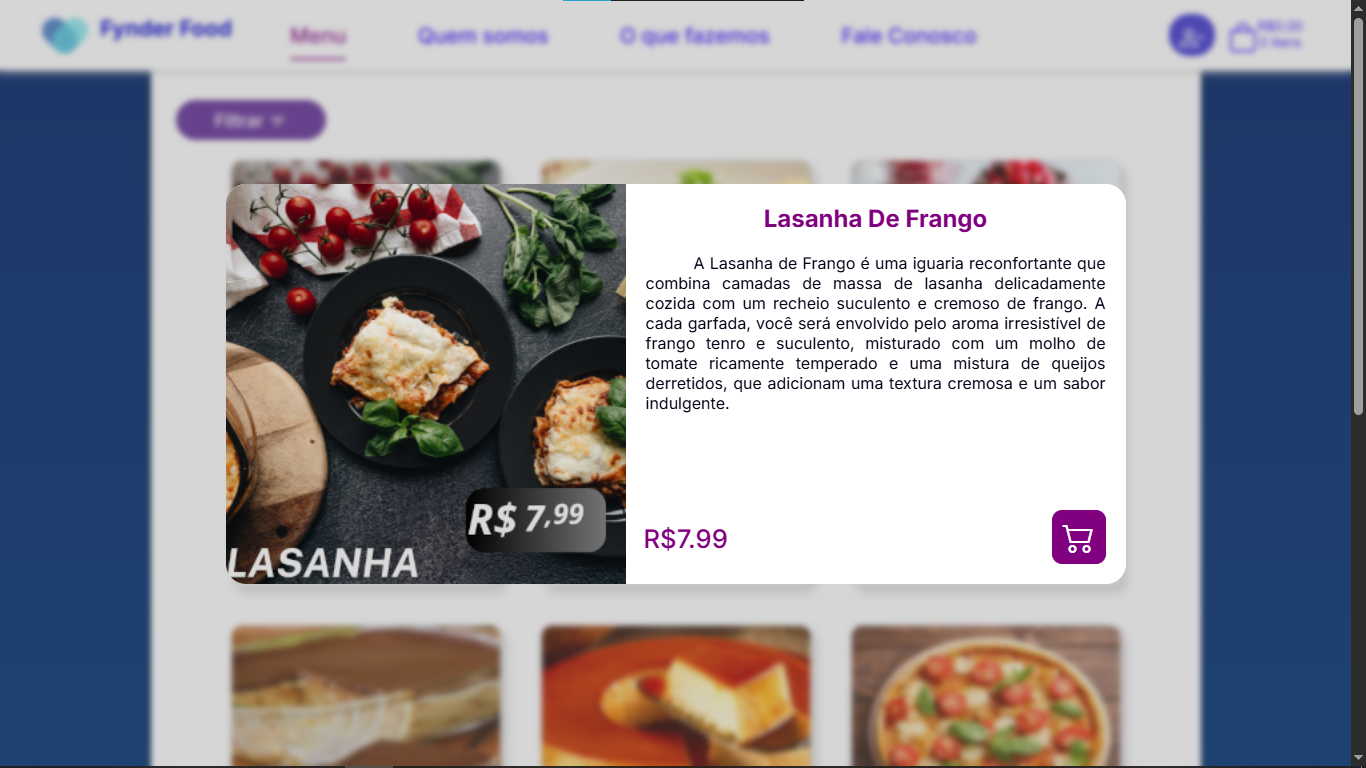 Fynder Food
Menu
Quem somos
O que fazemos
Fale Conosco
R$0.00
0 itens
Filtrar
Lasanha De Frango
A Lasanha de Frango é uma iguaria reconfortante que
combina camadas de massa de lasanha delicadamente
cozida com um recheio suculento e cremoso de frango. A
cada garfada, você será envolvido pelo aroma irresistível de
frango tenro e suculento, misturado com um molho de
tomate ricamente temperado e uma mistura de queijos
derretidos, que adicionam uma textura cremosa e um sabor
indulgente.
R$ 7,99
LASANHA
R$7.99